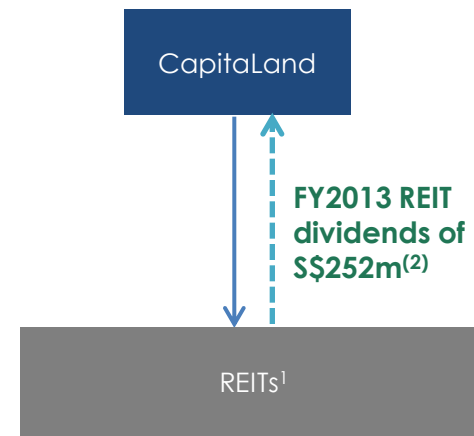 CapitaLand
FY2013 REIT
dividends of
S$252m(2)
REITs1